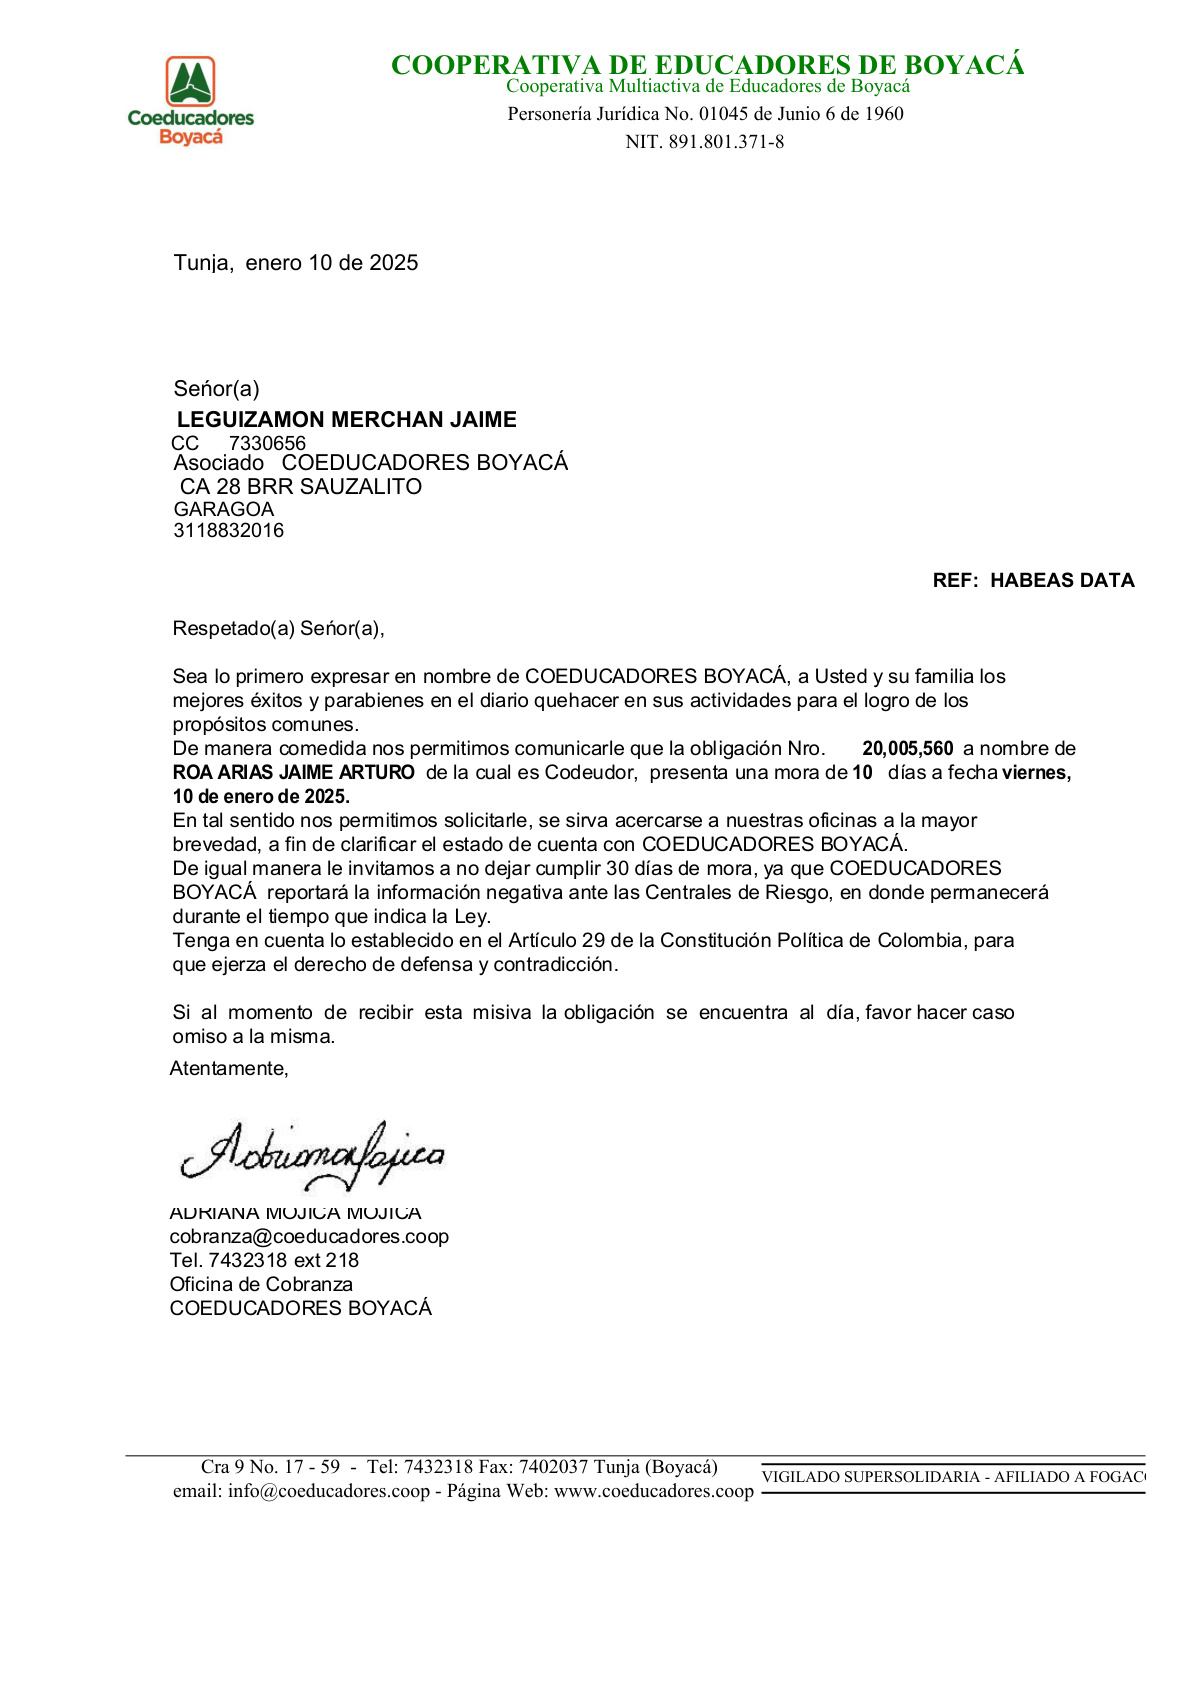 COOPERATIVA DE EDUCADORES DE BOYACÁ
Cooperativa Multiactiva de Educadores de Boyacá
Personería Jurídica No. 01045 de Junio 6 de 1960
NIT. 891.801.371-8
Coeducadores
Boyacá
Tunja, enero 10 de 2025
Seńor(a)
LEGUIZAMON MERCHAN JAIME
CC 7330656
Asociado COEDUCADORES BOYACÁ
CA 28 BRR SAUZALITO
GARAGOA
3118832016
REF: HABEAS DATA
Respetado(a) Seńor(a),
Sea lo primero expresar en nombre de COEDUCADORES BOYACÁ, a Usted y su familia los
mejores éxitos y parabienes en el diario quehacer en sus actividades para el logro de los
propósitos comunes.
De manera comedida nos permitimos comunicarle que la obligación Nro. 20,005,560 a nombre de
ROA ARIAS JAIME ARTURO de la cual es Codeudor, presenta una mora de 10 días a fecha viernes,
10 de enero de 2025.
En tal sentido nos permitimos solicitarle, se sirva acercarse a nuestras oficinas a la mayor
brevedad, a fin de clarificar el estado de cuenta con COEDUCADORES BOYACÁ.
De igual manera le invitamos a no dejar cumplir 30 días de mora, ya que COEDUCADORES
BOYACÁ reportará la información negativa ante las Centrales de Riesgo, en donde permanecerá
durante el tiempo que indica la Ley.
Tenga en cuenta lo establecido en el Artículo 29 de la Constitución Política de Colombia, para
que ejerza el derecho de defensa y contradicción.
Si al momento de recibir esta misiva la obligación se encuentra al día, favor hacer caso
omiso a la misma.
Atentamente,
ADRIANA MOJICA MOJICA
cobranza@coeducadores.coop
Tel. 7432318 ext 218
Oficina de Cobranza
COEDUCADORES BOYACÁ
Cra 9 No. 17 - 59 - Tel: 7432318 Fax: 7402037 Tunja (Boyacá)
email: info@coeducadores.coop - Página Web: www.coeducadores.coop
VIGILADO SUPERSOLIDARIA - AFILIADO A